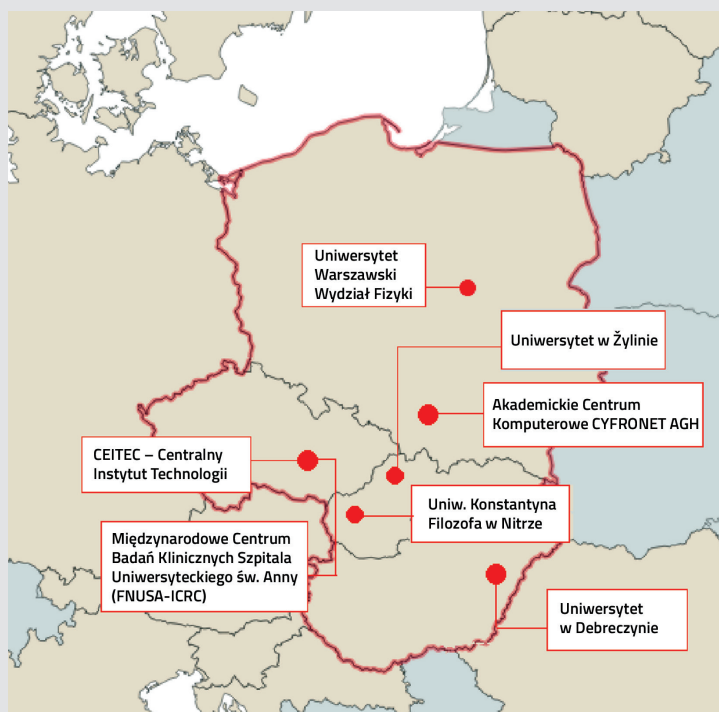 Uniwersytet
Warszawski
Wydział Fizyki
Uniwersytet w Žylinie
Akademickie Centrum
Komputerowe CYFRONET AGH
CEITEC – Centralny
Instytut Technologii
Uniw. Konstantyna
Filozofa w Nitrze
Międzynarodowe Centrum
Badań Klinicznych Szpitala
Uniwersyteckiego św. Anny
(FNUSA-ICRC)
Uniwersytet
w Debreczynie